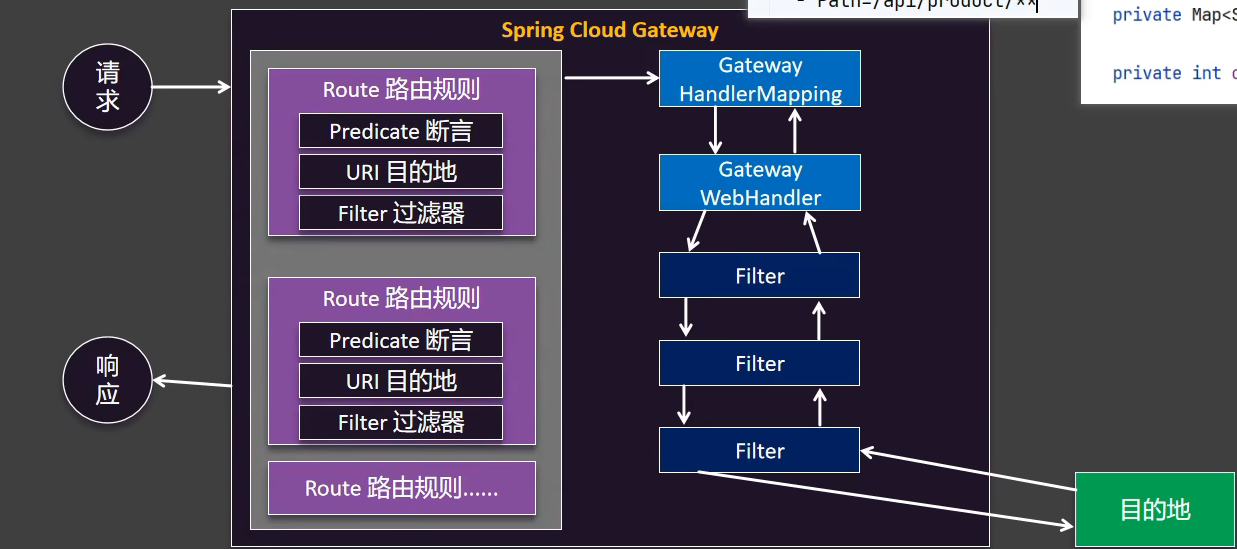 - Path=/api/product/**
private Map<S
private int
Spring Cloud Gateway
请
求
Route 路由规则
Predicate 断言
URI 目的地
Filter 过滤器
Route 路由规则
Predicate 断言
URI 目的地
Filter 过滤器
Route 路由规则……
响
应
Gateway
HandlerMapping
Gateway
WebHandler
Filter
Filter
Filter
目的地